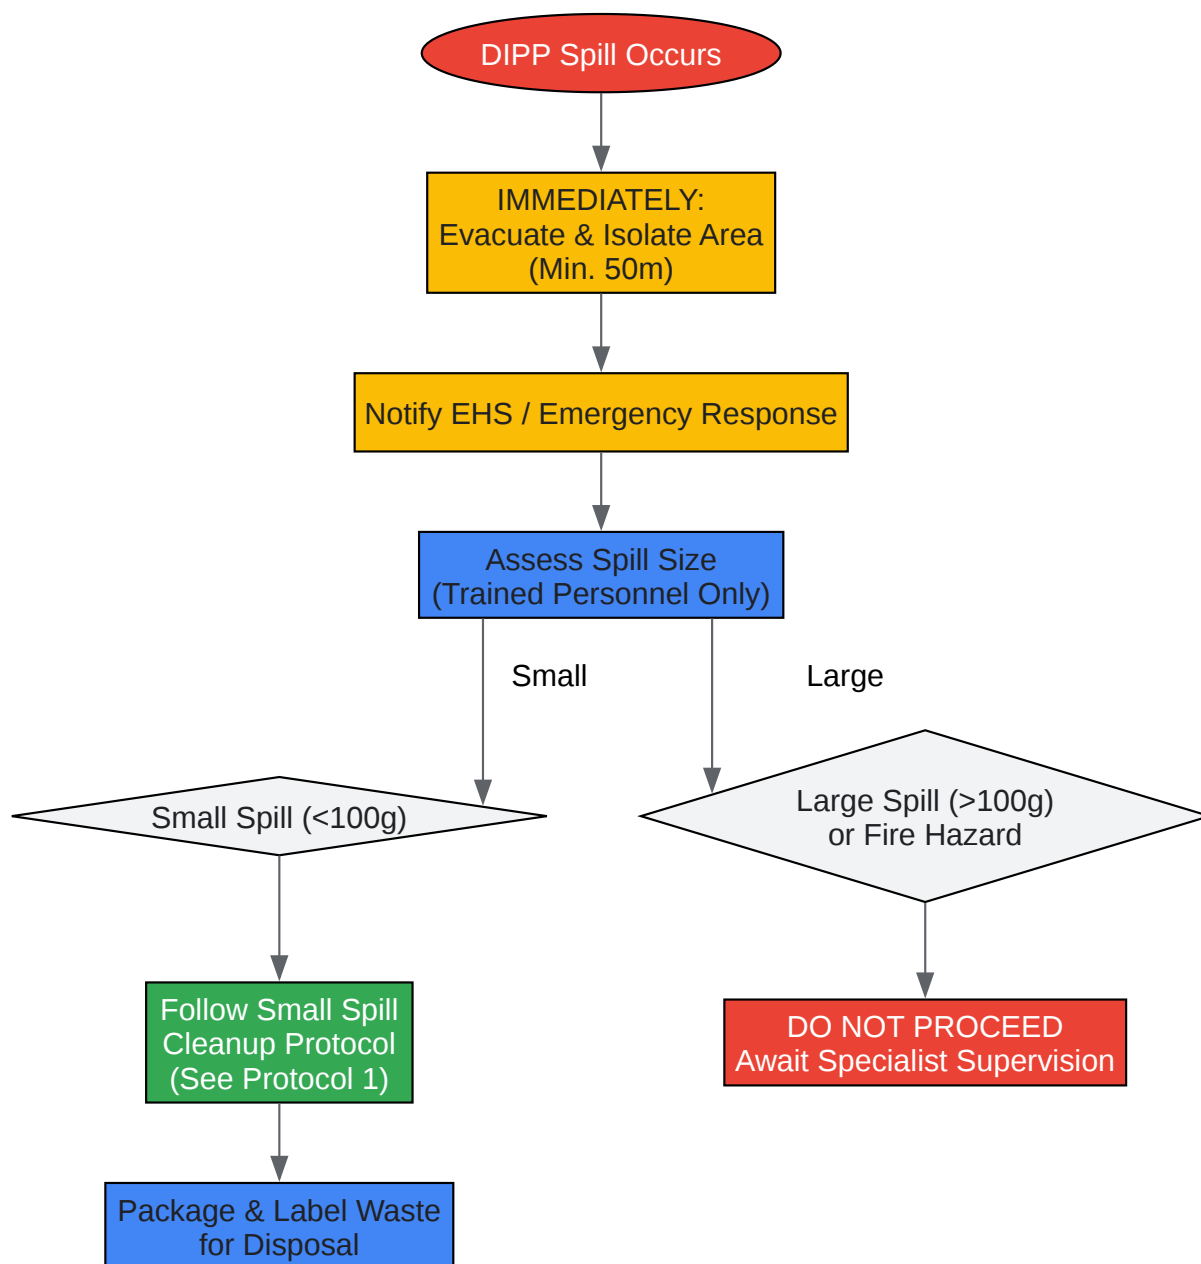 DIPP Spill Occurs
IMMEDIATELY:
Evacuate & Isolate Area
(Min. 50m)
Notify EHS / Emergency Response
Assess Spill Size
(Trained Personnel Only)
Small
Large
Small Spill (<100g)
Large Spill (>100g)
or Fire Hazard
Follow Small Spill
Cleanup Protocol
(See Protocol 1)
DO NOT PROCEED
Await Specialist Supervision
Package & Label Waste
for Disposal